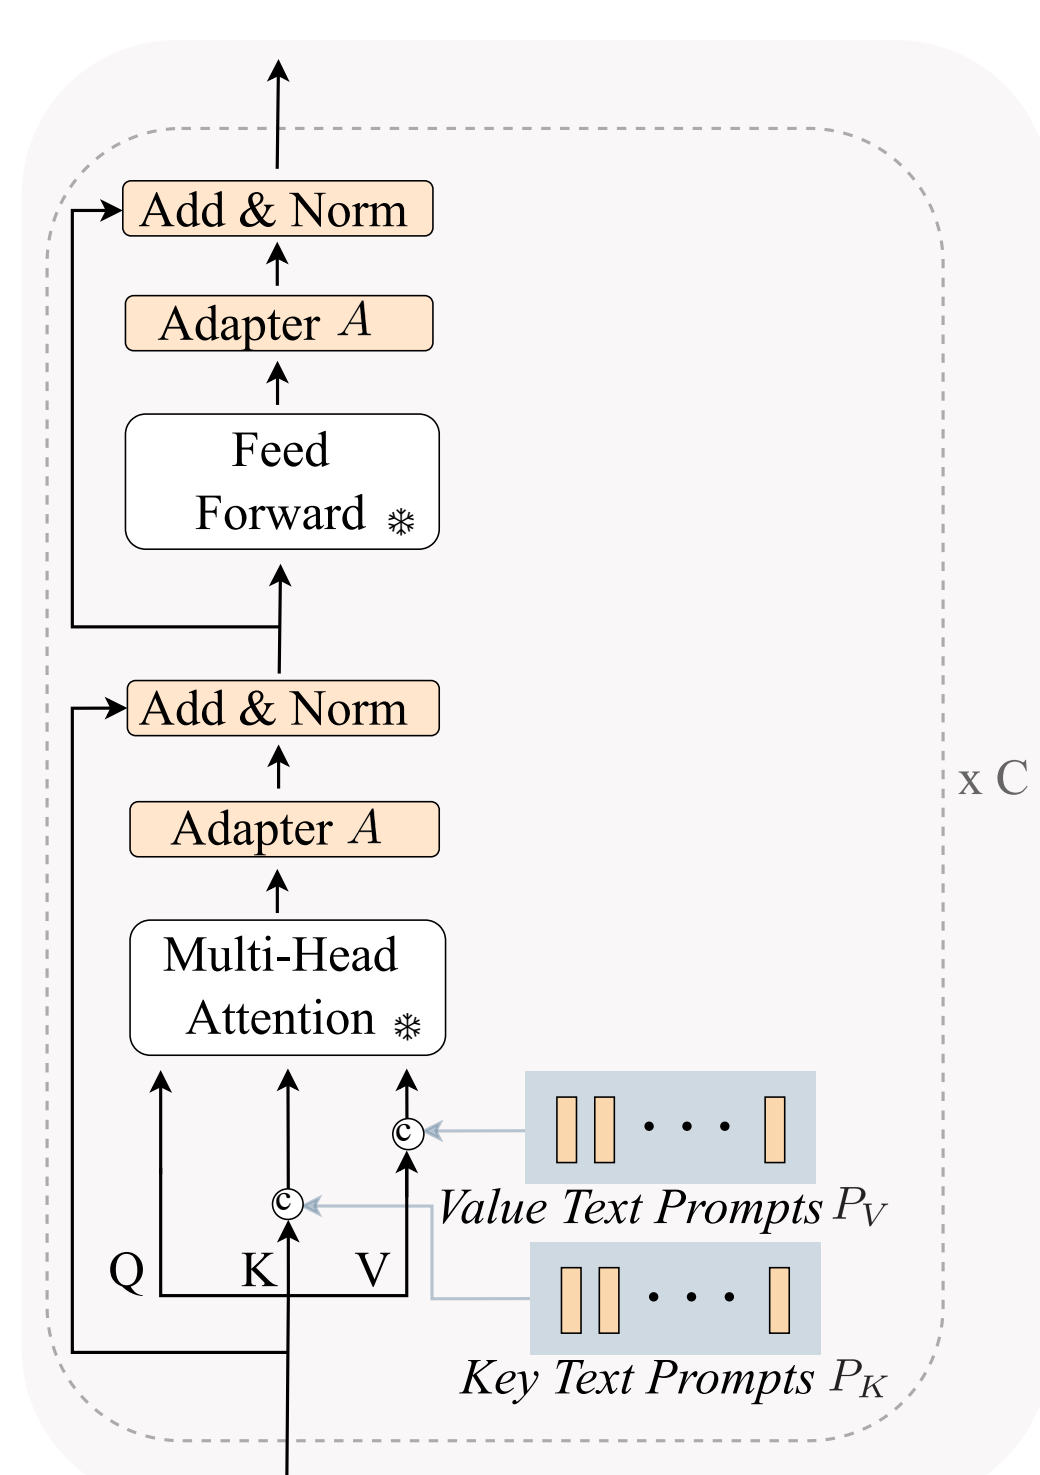 Add & Norm
Adapter A
Feed
Forward
Add & Norm
x C
Adapter A
Multi-Head
Attention
c
c
Value Text Prompts P_V
Q K V
Key Text Prompts P_K